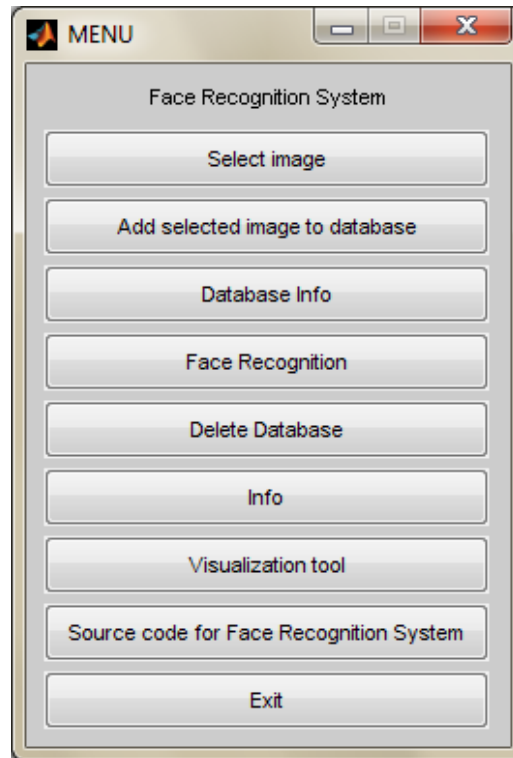 MENU
Face Recognition System
Select image
Add selected image to database
Database Info
Face Recognition
Delete Database
Info
Visualization tool
Source code for Face Recognition System
Exit